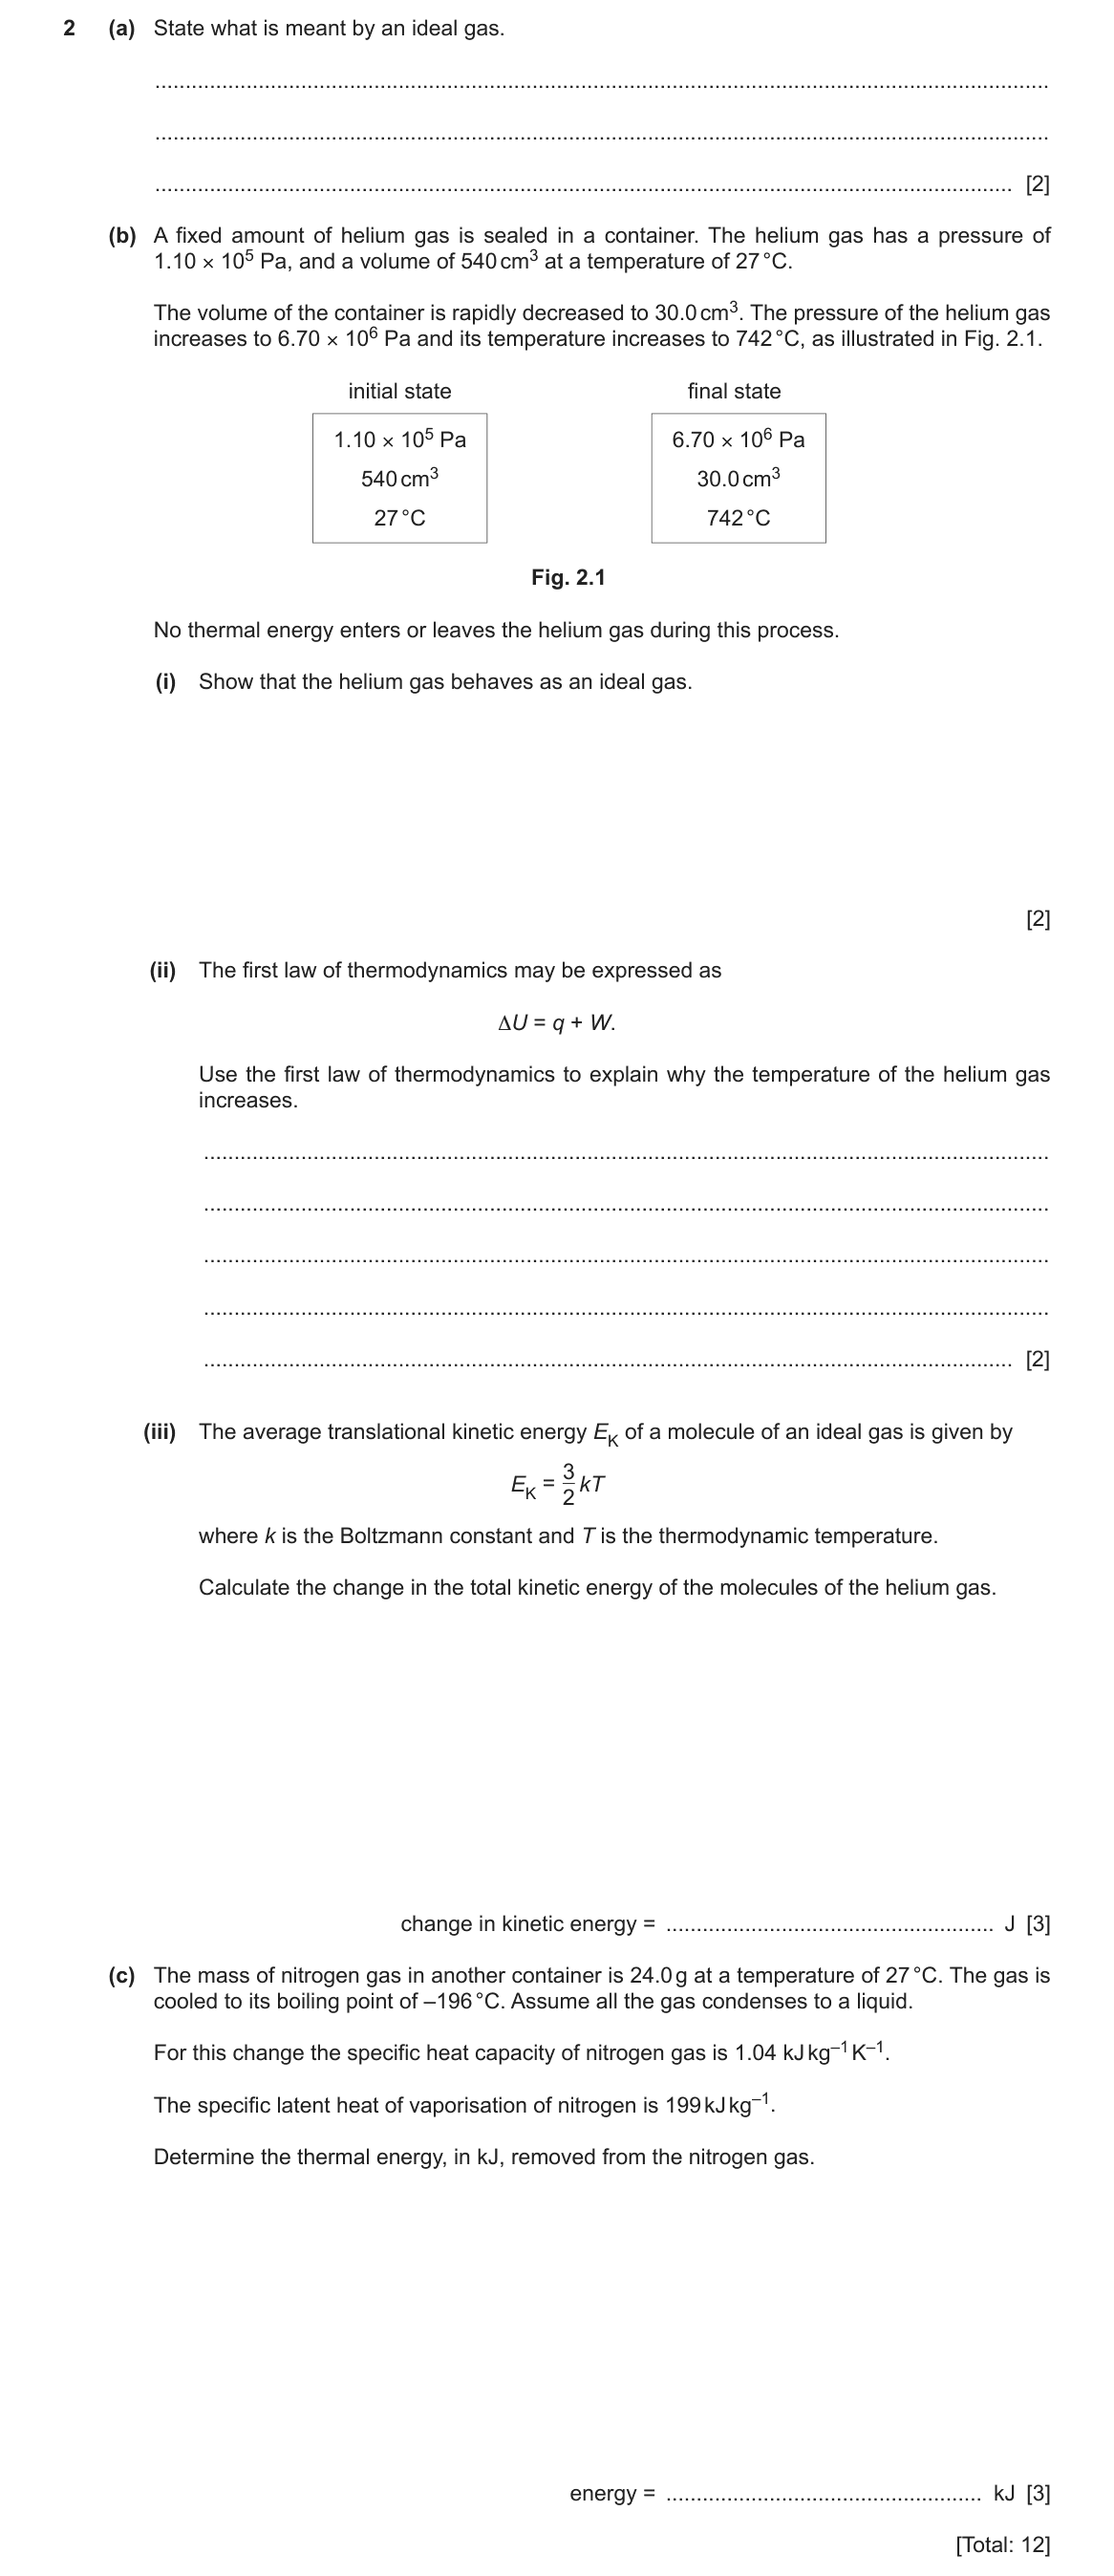 2 (a) State what is meant by an ideal gas.
..........................................................................................................................
..........................................................................................................................
..................................................................................................................... [2]
(b) A fixed amount of helium gas is sealed in a container. The helium gas has a pressure of
1.10 × 10⁵ Pa, and a volume of 540 cm³ at a temperature of 27 °C.
The volume of the container is rapidly decreased to 30.0 cm³. The pressure of the helium gas
increases to 6.70 × 10⁶ Pa and its temperature increases to 742 °C, as illustrated in Fig. 2.1.
initial state final state
1.10 × 10⁵ Pa 6.70 × 10⁶ Pa
540 cm³ 30.0 cm³
27 °C 742 °C
Fig. 2.1
No thermal energy enters or leaves the helium gas during this process.
(i) Show that the helium gas behaves as an ideal gas.
[2]
(ii) The first law of thermodynamics may be expressed as
ΔU = q + W.
Use the first law of thermodynamics to explain why the temperature of the helium gas
increases.
..........................................................................................................................
..........................................................................................................................
..........................................................................................................................
..........................................................................................................................
..................................................................................................................... [2]
(iii) The average translational kinetic energy E_K of a molecule of an ideal gas is given by
E_K = 3/2 kT
where k is the Boltzmann constant and T is the thermodynamic temperature.
Calculate the change in the total kinetic energy of the molecules of the helium gas.
change in kinetic energy = ...................................................... J [3]
(c) The mass of nitrogen gas in another container is 24.0 g at a temperature of 27 °C. The gas is
cooled to its boiling point of –196 °C. Assume all the gas condenses to a liquid.
For this change the specific heat capacity of nitrogen gas is 1.04 kJ kg⁻¹ K⁻¹.
The specific latent heat of vaporisation of nitrogen is 199 kJ kg⁻¹.
Determine the thermal energy, in kJ, removed from the nitrogen gas.
energy = .................................................... kJ [3]
[Total: 12]